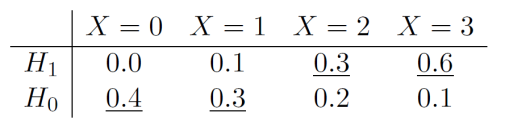 X = 0 X = 1 X = 2 X = 3
H₁ 0.0 0.1 0.3 0.6
H₀ 0.4 0.3 0.2 0.1